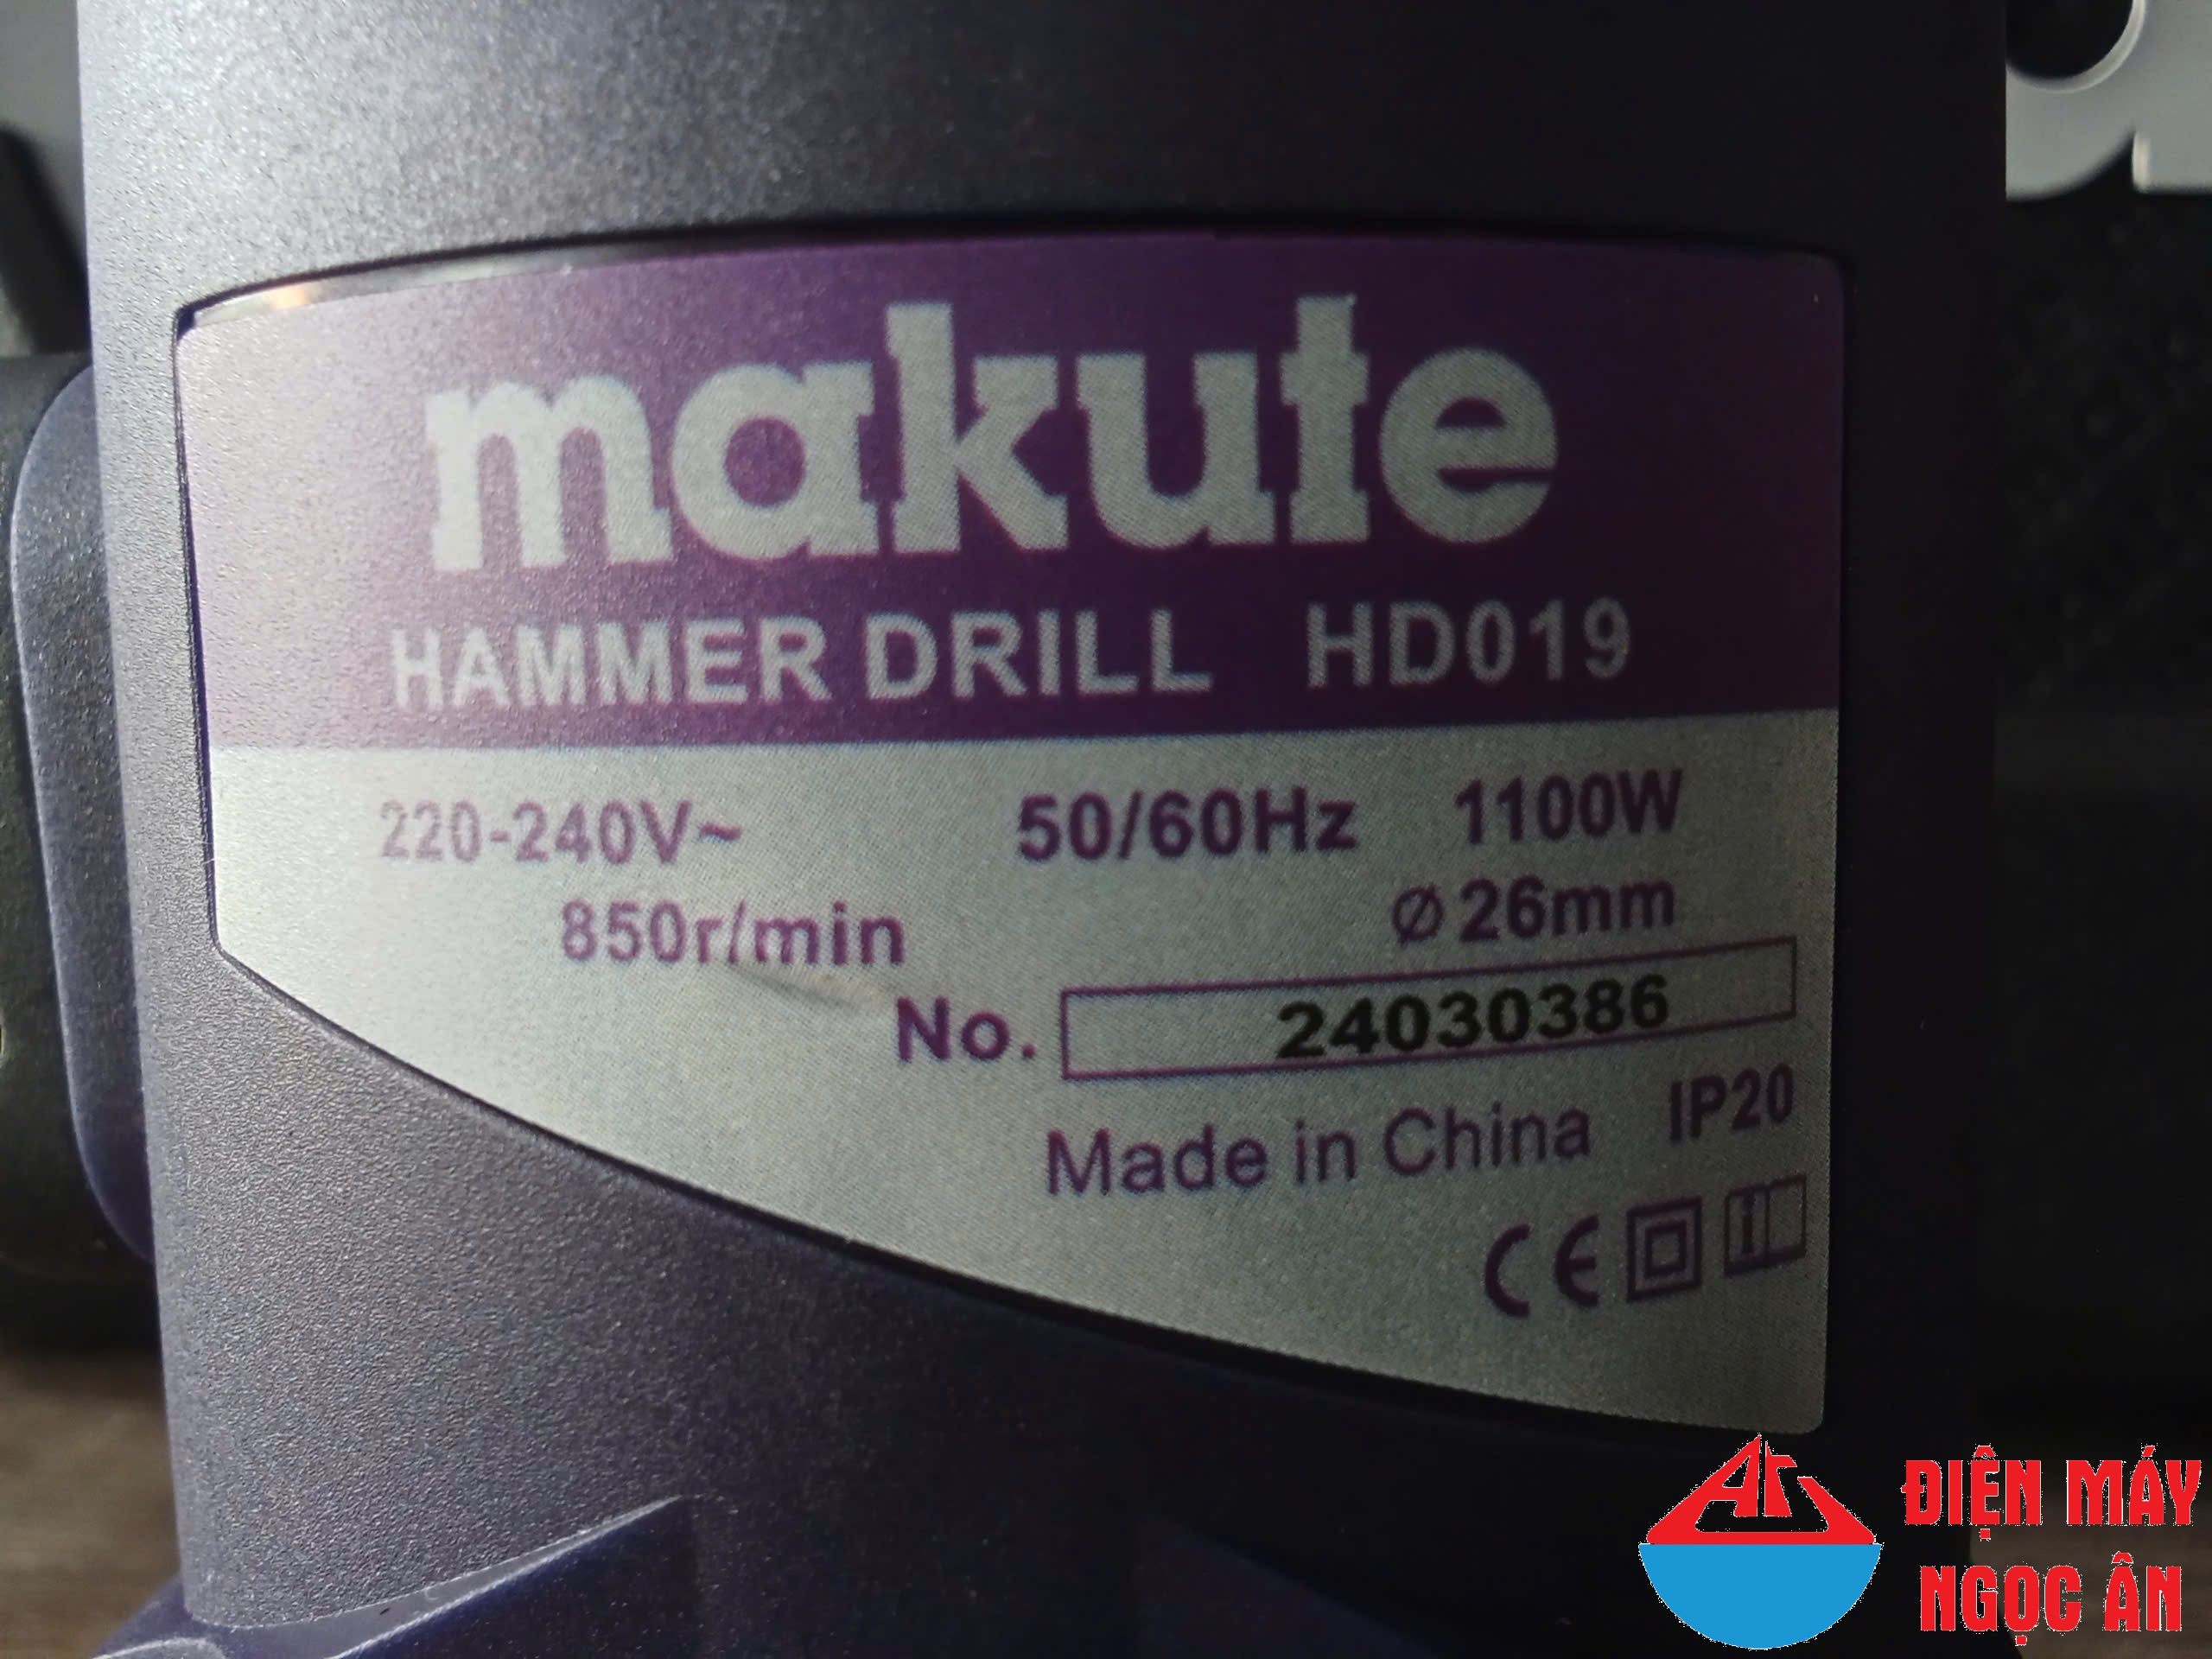 makute
HAMMER DRILL HD019
220-240V~ 50/60Hz 1100W
850r/min Ø26mm
No. 24030386
Made in China IP20
CE
ĐIỆN MÁY
NGỌC ÂN